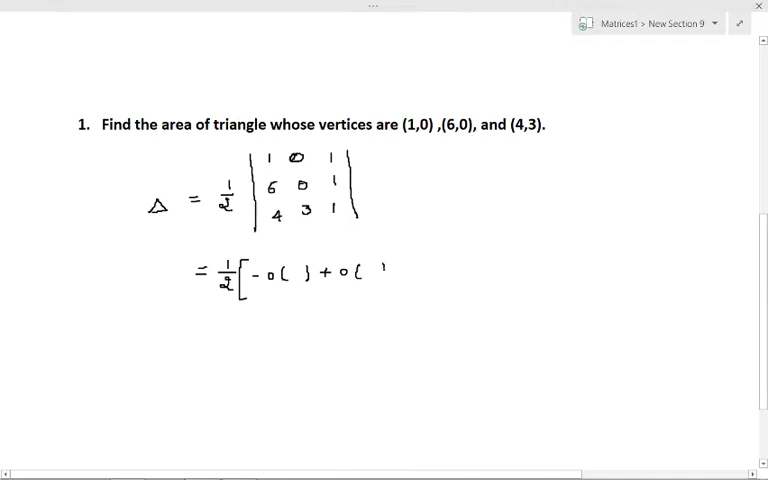 Matrices1 > New Section 9
1. Find the area of triangle whose vertices are (1,0) ,(6,0), and (4,3).
Δ = 1/2 | 1 0 1 |
| 6 0 1 |
| 4 3 1 |
= 1/2 [ - 0 ( ) + 0 (